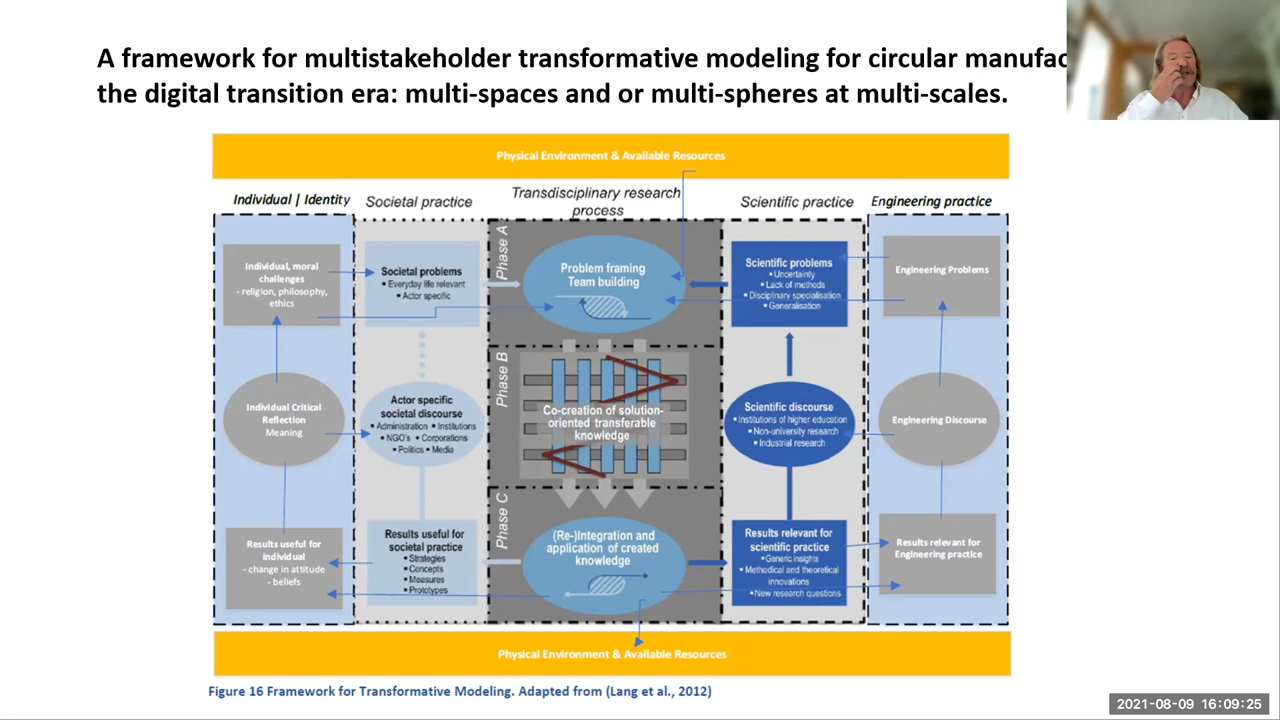 A framework for multistakeholder transformative modeling for circular manufac
the digital transition era: multi-spaces and or multi-spheres at multi-scales.
Physical Environment & Available Resources
Individual | Identity
Societal practice
Transdisciplinary research
process
Scientific practice
Engineering practice
Individual, moral
challenges
- religion, philosophy,
ethics
Societal problems
▪ Everyday life relevant
▪ Actor specific
Phase A
Problem framing
Team building
Scientific problems
▪ Uncertainty
▪ Lack of methods
▪ Disciplinary specialisation
▪ Generalisation
Engineering Problems
Individual Critical
Reflection
Meaning
Actor specific
societal discourse
▪ Administration ▪ Institutions
▪ NGO's ▪ Corporations
▪ Politics ▪ Media
Phase B
Co-creation of solution-
oriented transferable
knowledge
Scientific discourse
▪ Institutions of higher education
▪ Non-university research
▪ Industrial research
Engineering Discourse
Results useful for
individual
- change in attitude
- beliefs
Results useful for
societal practice
▪ Strategies
▪ Concepts
▪ Measures
▪ Prototypes
Phase C
(Re-)Integration and
application of created
knowledge
Results relevant for
scientific practice
▪ Generic insights
▪ Methodical and theoretical
innovations
▪ New research questions
Results relevant for
Engineering practice
Physical Environment & Available Resources
Figure 16 Framework for Transformative Modeling. Adapted from (Lang et al., 2012)
2021-08-09 16:09:25